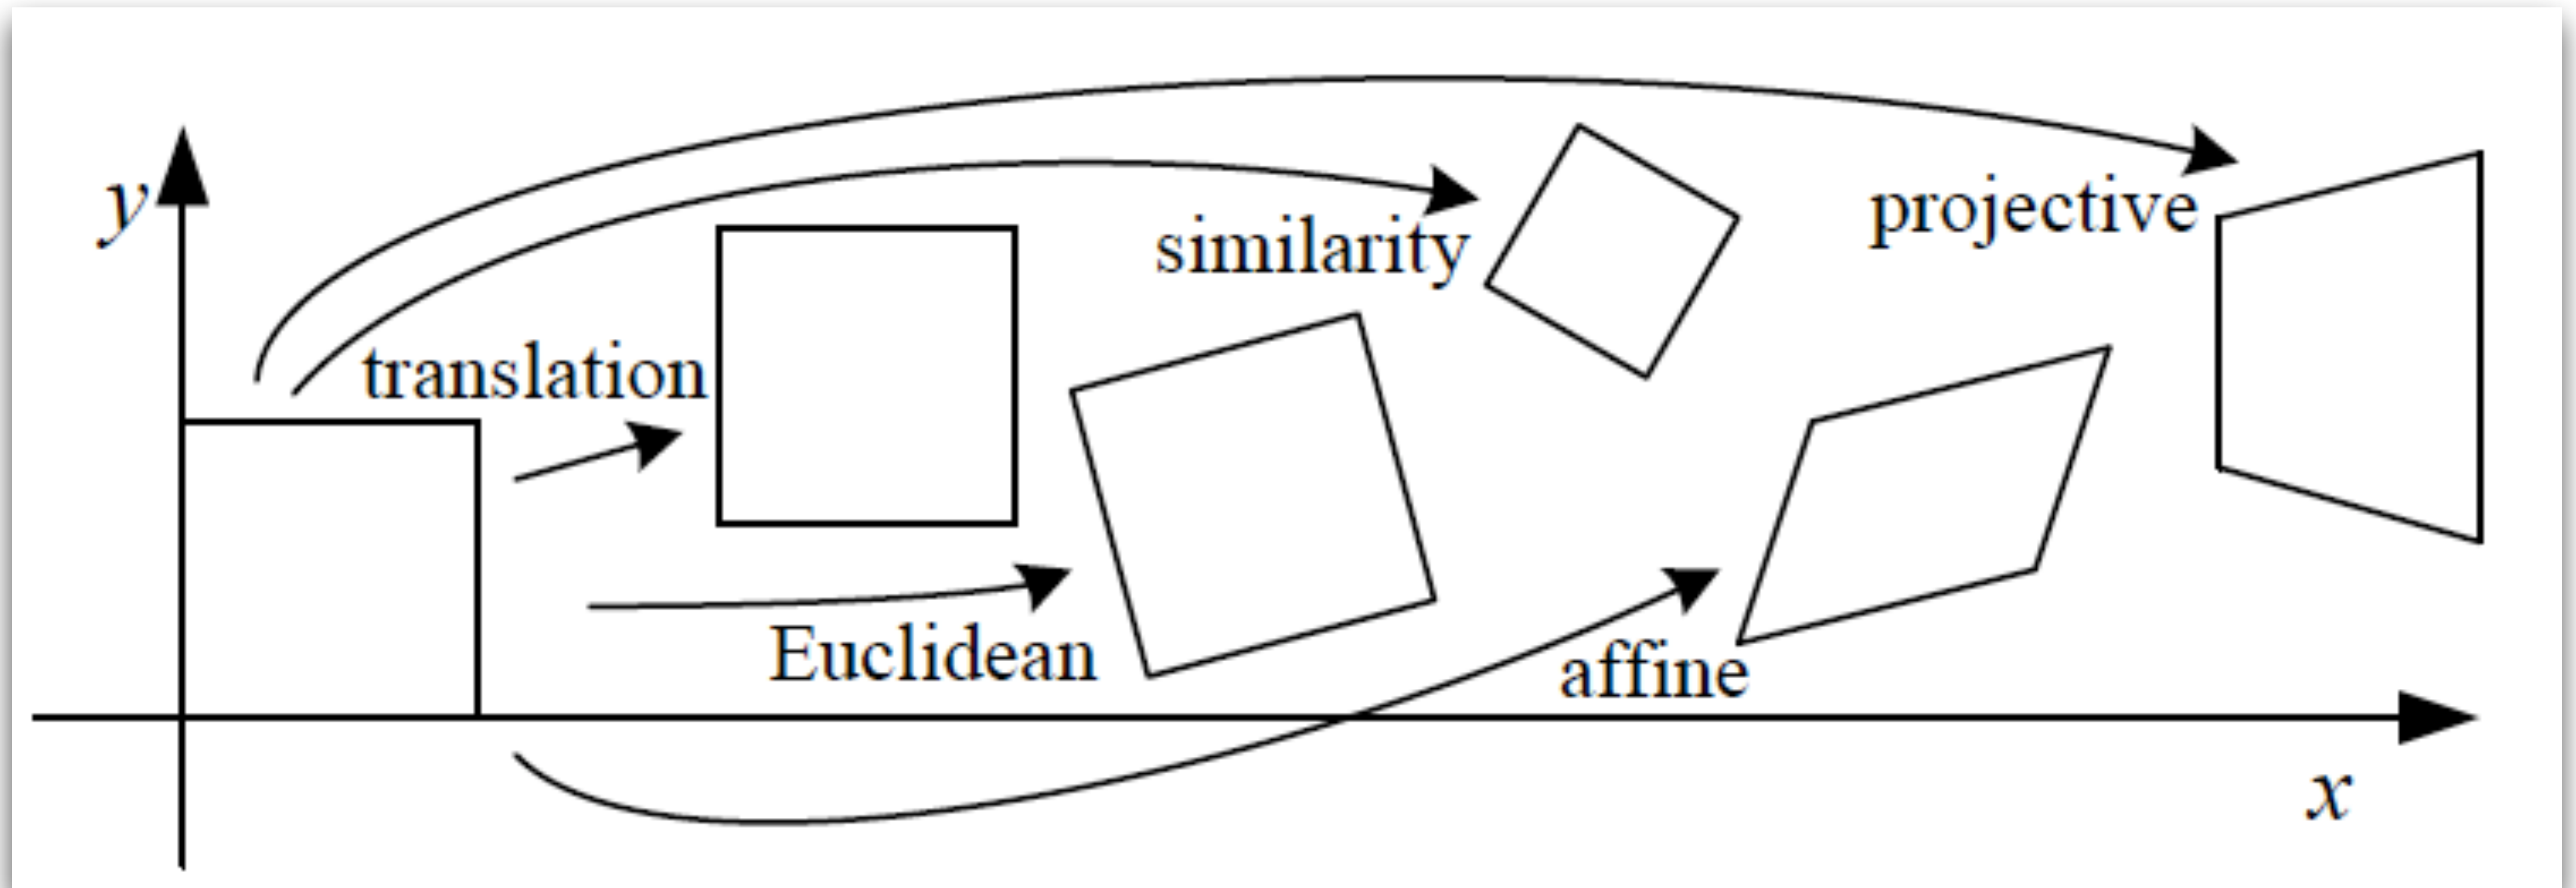 y
similarity
projective
translation
Euclidean
affine
x